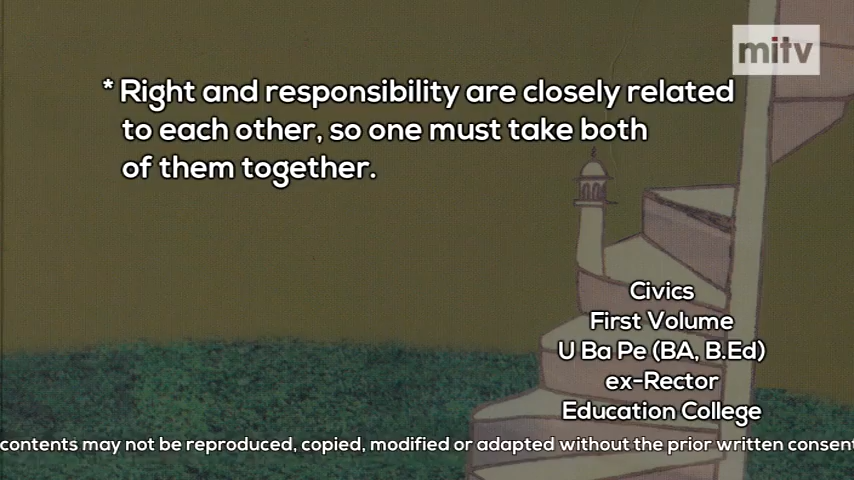 mitv
* Right and responsibility are closely related
to each other, so one must take both
of them together.
Civics
First Volume
U Ba Pe (BA, B.Ed)
ex-Rector
Education College
contents may not be reproduced, copied, modified or adapted without the prior written consent